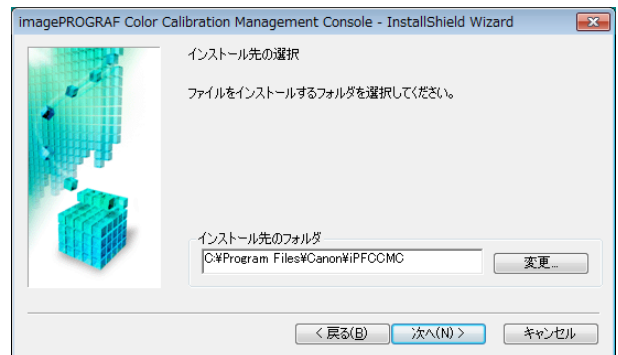 imagePROGRAF Color Calibration Management Console - InstallShield Wizard
インストール先の選択
ファイルをインストールするフォルダを選択してください。
インストール先のフォルダ
C:¥Program Files¥Canon¥iPFCCMC
変更...
< 戻る(B)
次へ(N) >
キャンセル